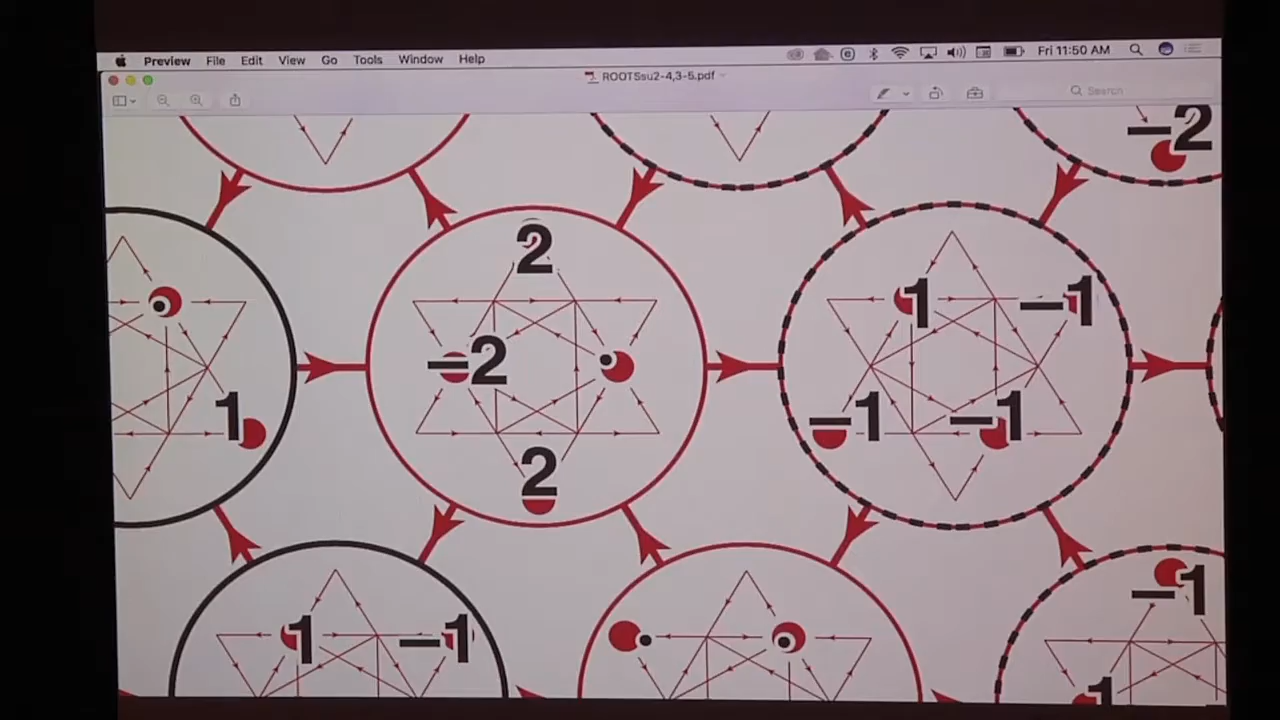 Preview File Edit View Go Tools Window Help Fri 11:50 AM
ROOTSsu2-4,3-5.pdf
Search
−2
2
1 −1
−2
1 −1 −1
2
−1
1 −1
1